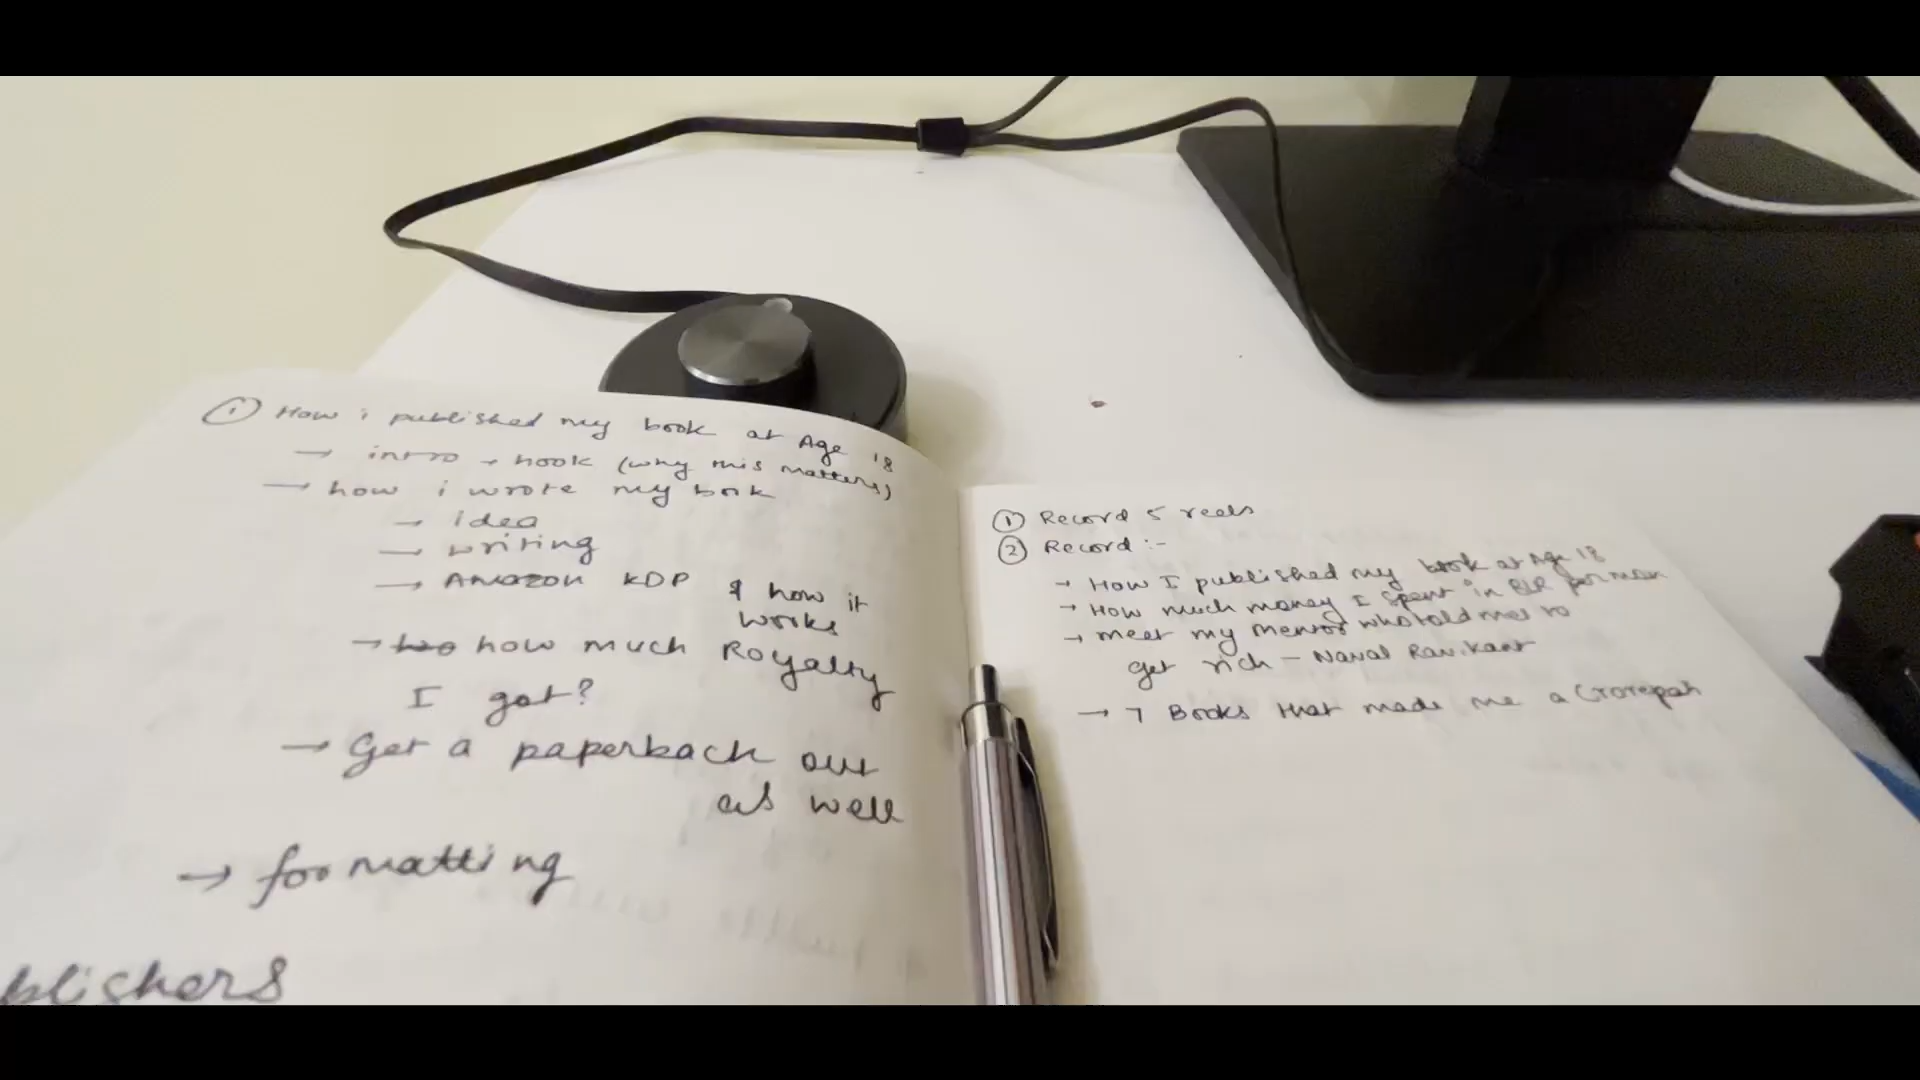 ① How i published my book at Age 18
→ intro + hook (why this matters)
→ how i wrote my book
→ idea
→ writing
→ Amazon KDP & how it
works
→ how much Royalty
I got?
→ Get a paperback out
as well
→ formatting
blishers
① Record 5 reels
② Record :-
→ How I published my book at Age 18
→ How much money I spent in BLR per
→ meet my mentor who told me to
get rich - Naval Ravikant
→ 7 Books that made me a Crorepati